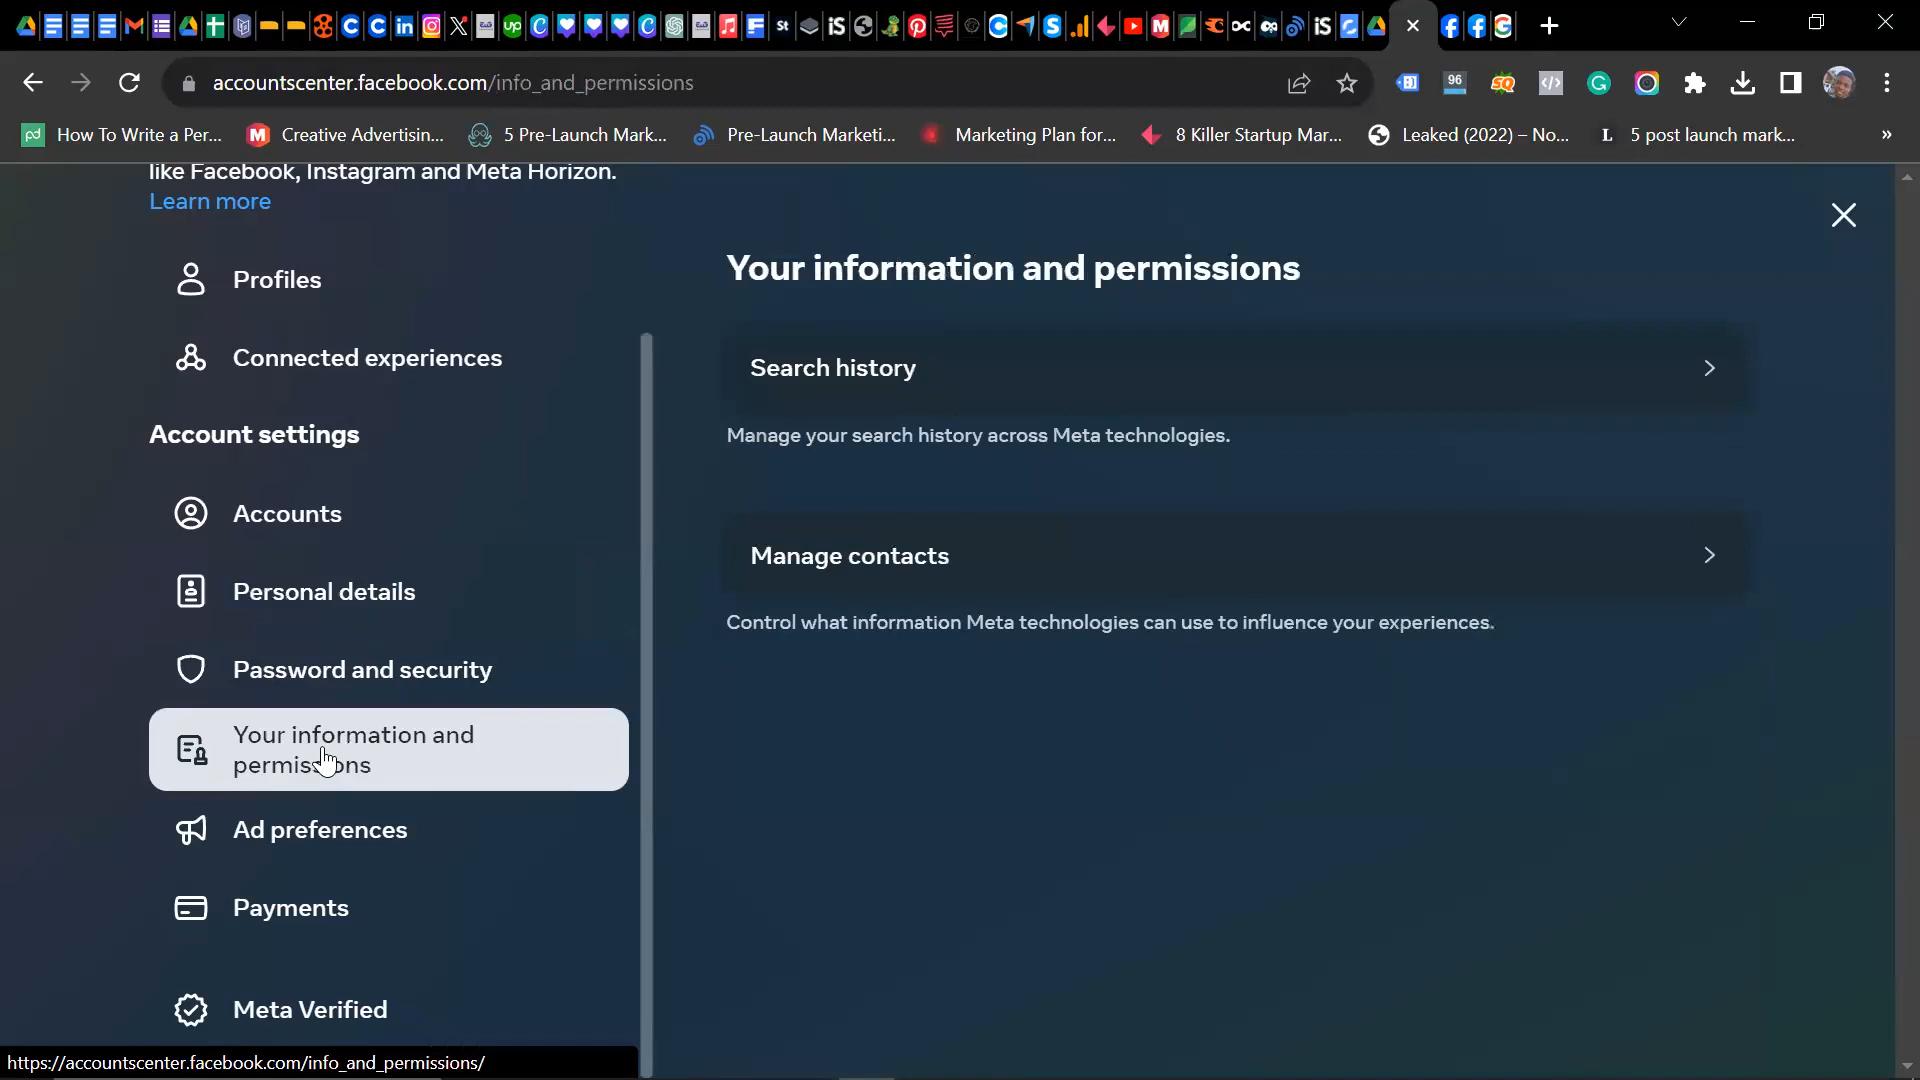 accountscenter.facebook.com/info_and_permissions
96
How To Write a Per...
Creative Advertisin...
5 Pre-Launch Mark...
Pre-Launch Marketi...
Marketing Plan for...
8 Killer Startup Mar...
Leaked (2022) – No...
5 post launch mark...
like Facebook, Instagram and Meta Horizon.
Learn more
Profiles
Connected experiences
Account settings
Accounts
Personal details
Password and security
Your information and
permissions
Ad preferences
Payments
Meta Verified
Your information and permissions
Search history
Manage your search history across Meta technologies.
Manage contacts
Control what information Meta technologies can use to influence your experiences.
https://accountscenter.facebook.com/info_and_permissions/